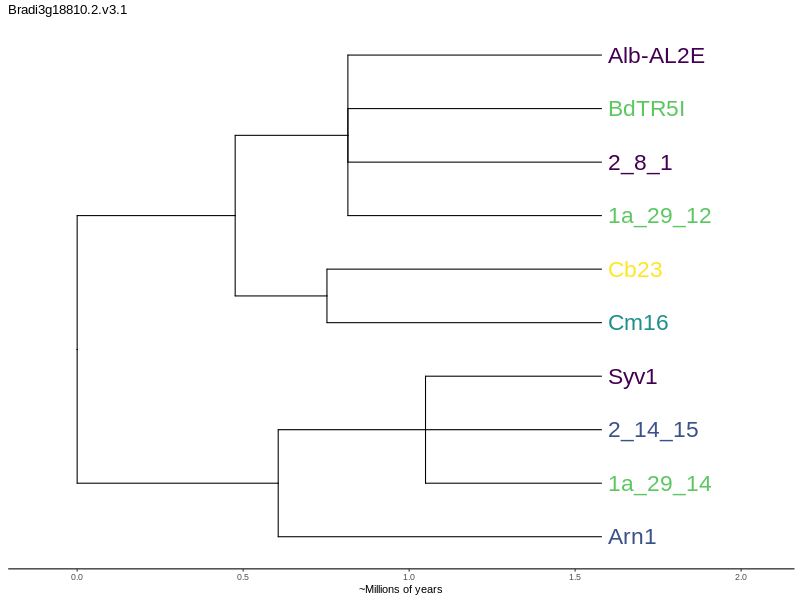 Bradi3g18810.2.v3.1
Alb-AL2E
BdTR5I
2_8_1
1a_29_12
Cb23
Cm16
Syv1
2_14_15
1a_29_14
Arn1
0.0 0.5 1.0 1.5 2.0
~Millions of years